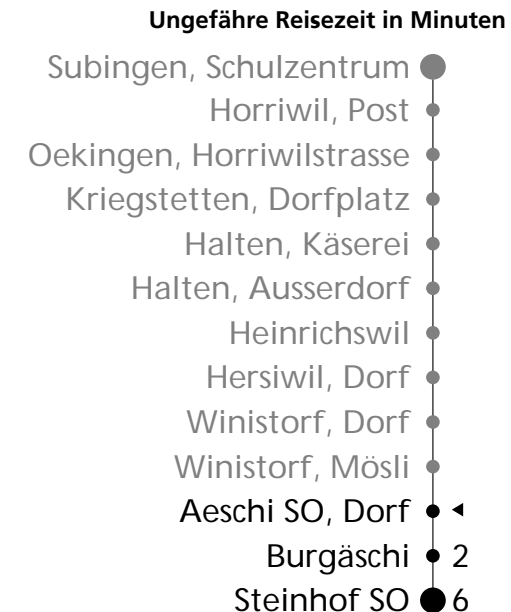 Ungefähre Reisezeit in Minuten
Subingen, Schulzentrum
Horriwil, Post
Oekingen, Horriwilstrasse
Kriegstetten, Dorfplatz
Halten, Käserei
Halten, Ausserdorf
Heinrichswil
Hersiwil, Dorf
Winistorf, Dorf
Winistorf, Mösli
Aeschi SO, Dorf
Burgäschi 2
Steinhof SO 6